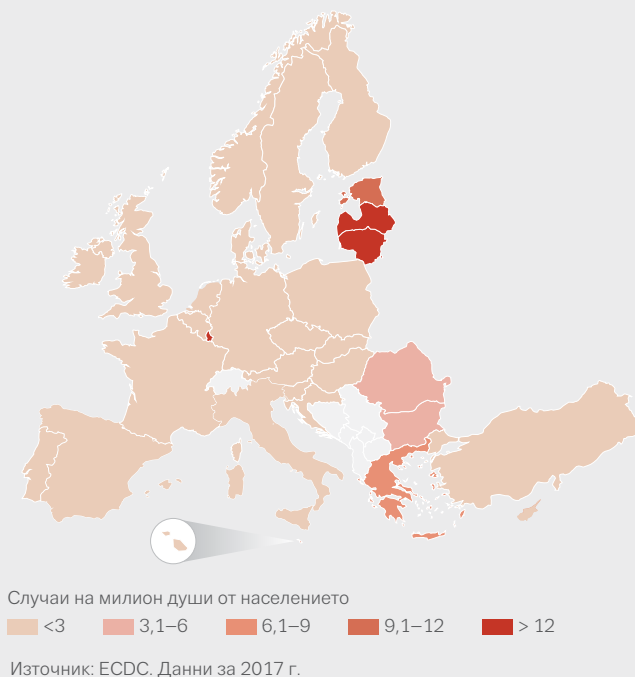 Случаи на милион души от населението
<3 3,1–6 6,1–9 9,1–12 > 12
Източник: ECDC. Данни за 2017 г.